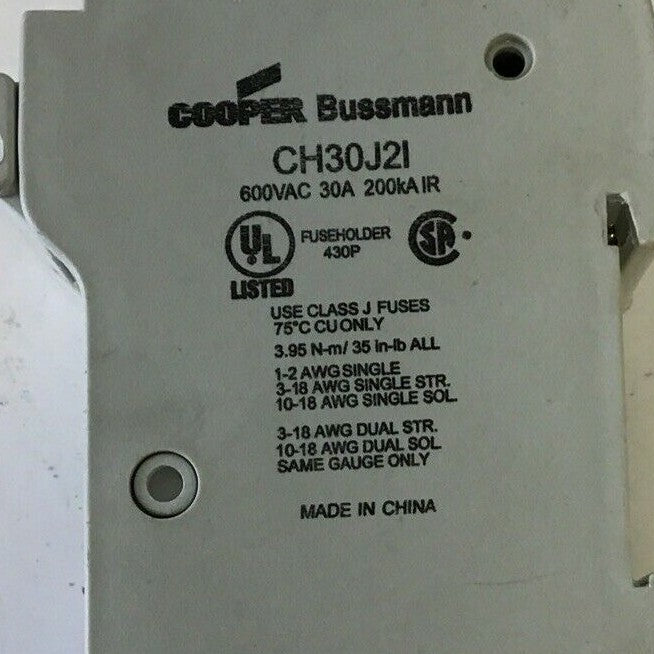 COOPER Bussmann
CH30J2I
600VAC 30A 200kA IR
UL LISTED
FUSEHOLDER
430P
SA
USE CLASS J FUSES
75°C CU ONLY
3.95 N-m/ 35 in-lb ALL
1-2 AWG SINGLE
3-18 AWG SINGLE STR.
10-18 AWG SINGLE SOL.
3-18 AWG DUAL STR.
10-18 AWG DUAL SOL.
SAME GAUGE ONLY
MADE IN CHINA